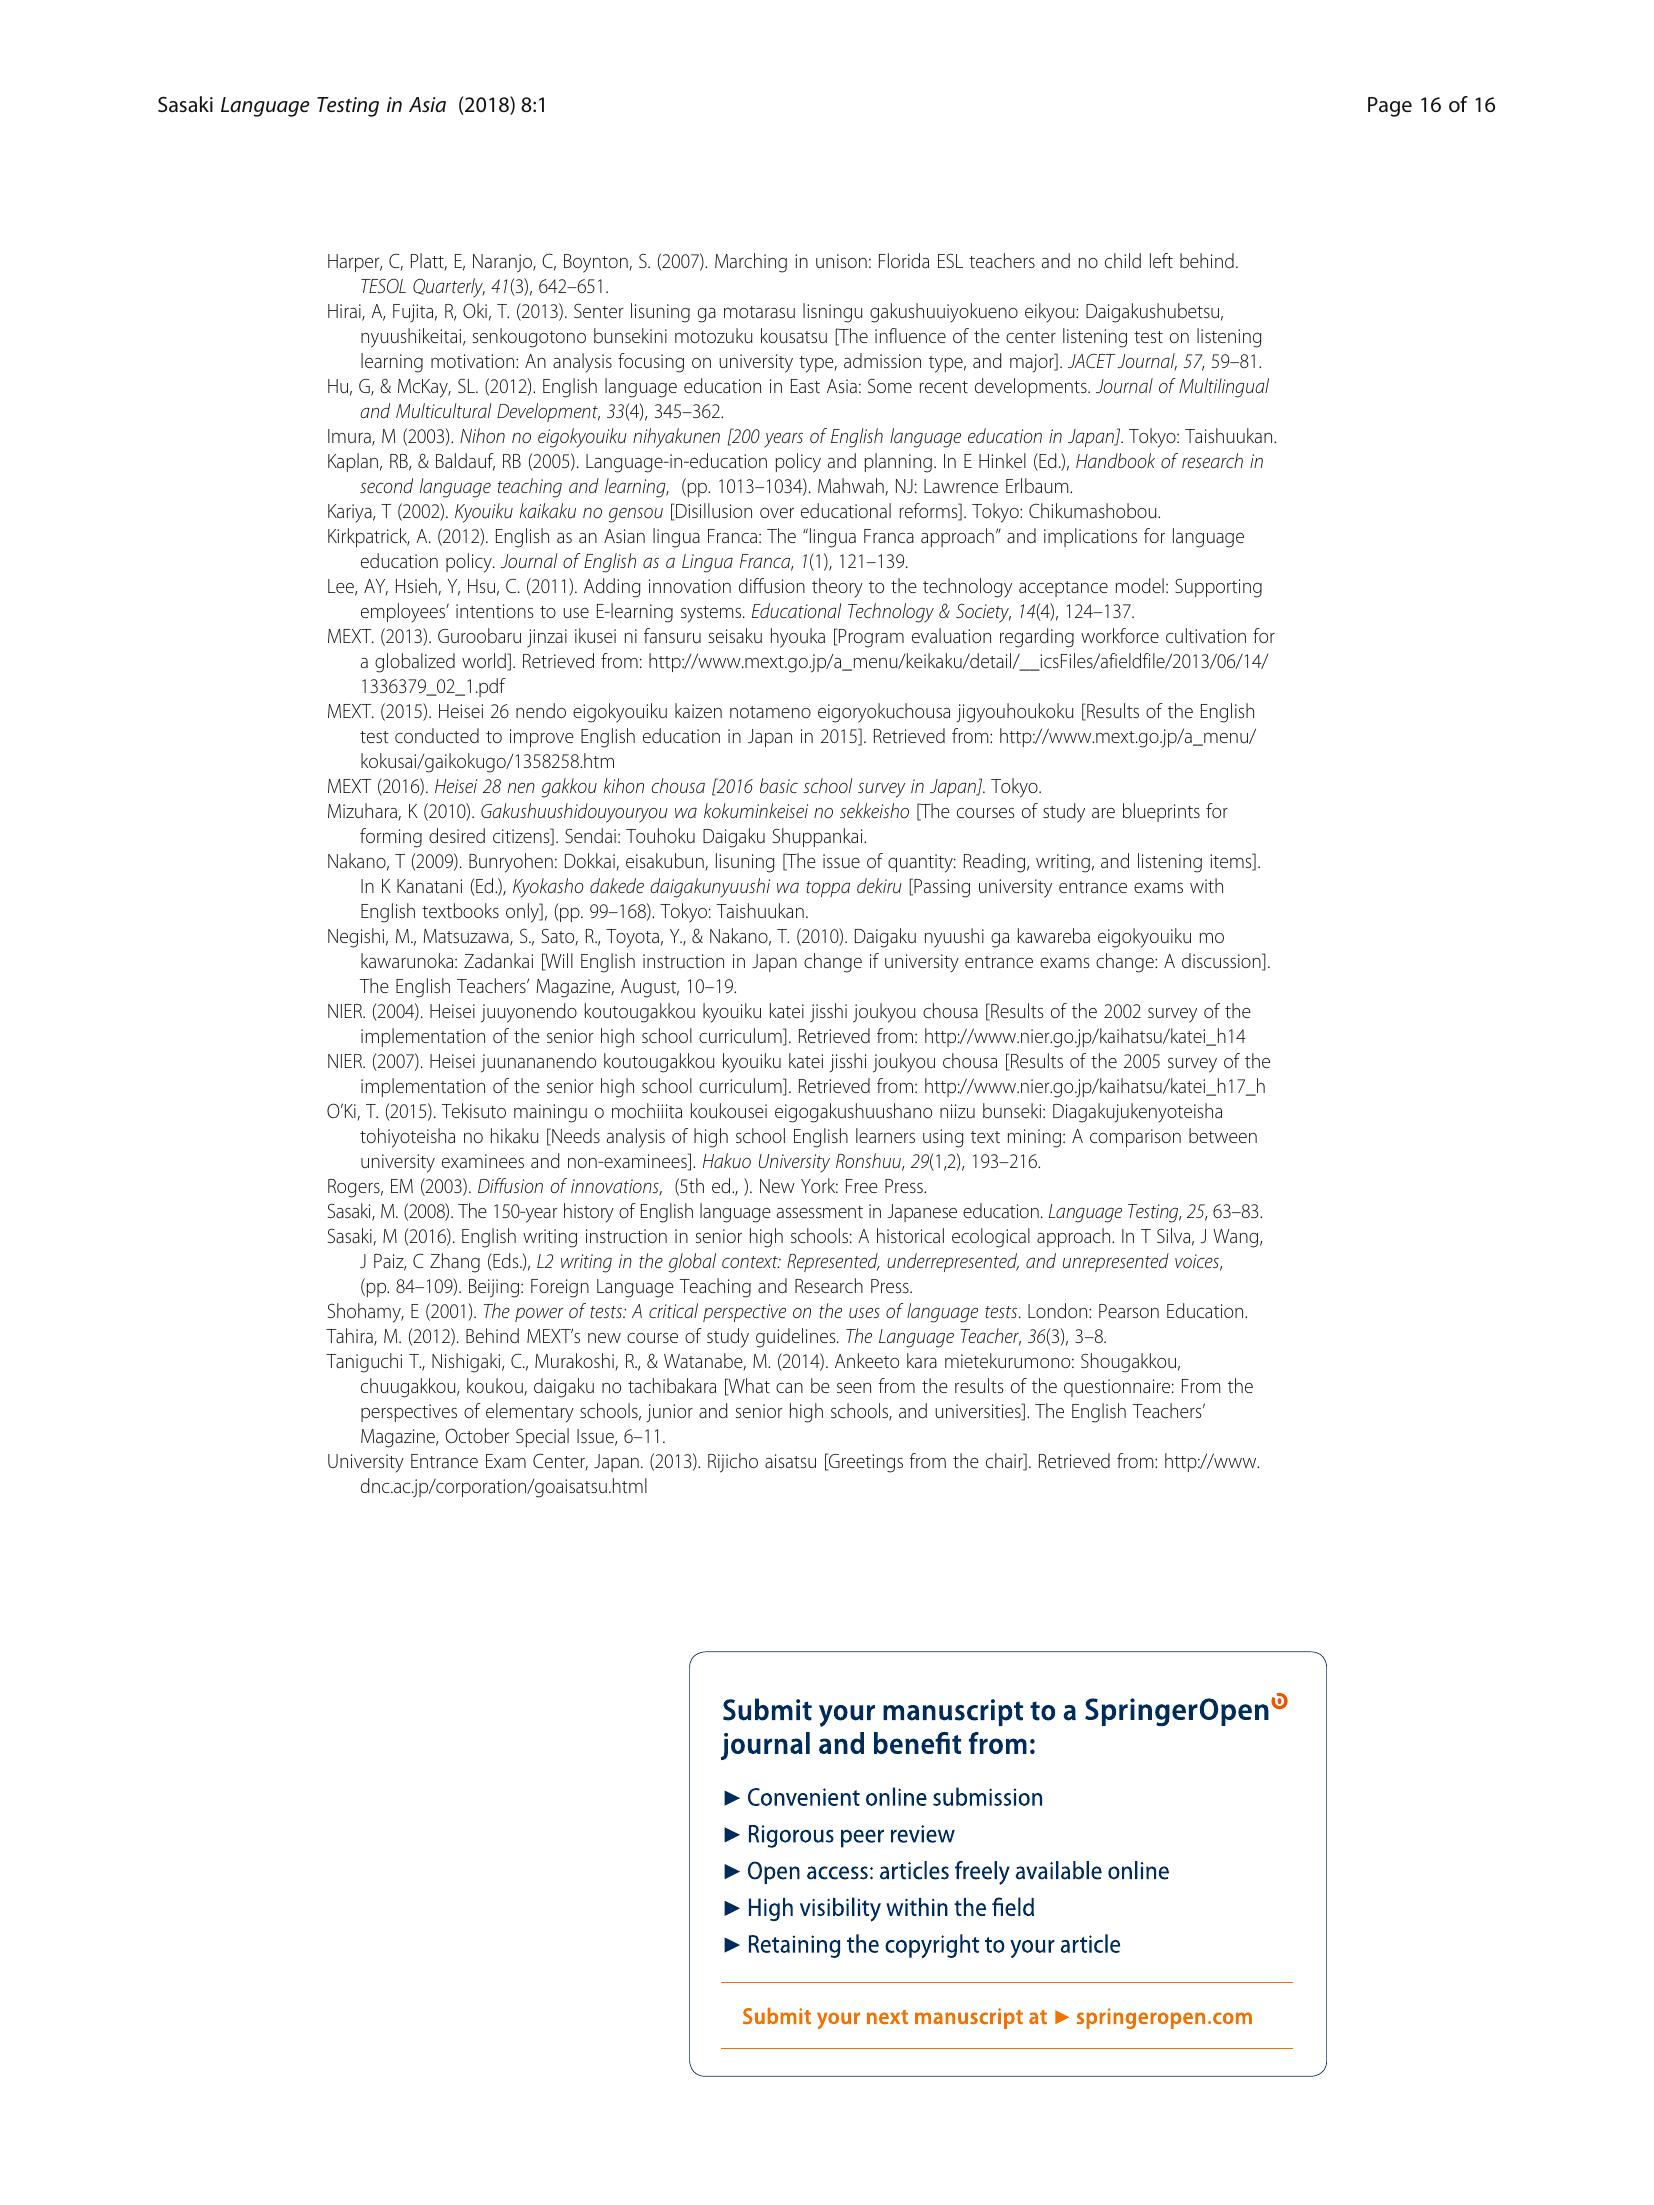 Sasaki Language Testing in Asia (2018) 8:1
Page 16 of 16
Harper, C, Platt, E, Naranjo, C, Boynton, S. (2007). Marching in unison: Florida ESL teachers and no child left behind.
TESOL Quarterly, 41(3), 642–651.
Hirai, A, Fujita, R, Oki, T. (2013). Senter lisuning ga motarasu lisningu gakushuuiyokueno eikyou: Daigakushubetsu,
nyuushikeitai, senkougotono bunsekini motozuku kousatsu [The influence of the center listening test on listening
learning motivation: An analysis focusing on university type, admission type, and major]. JACET Journal, 57, 59–81.
Hu, G, & McKay, SL. (2012). English language education in East Asia: Some recent developments. Journal of Multilingual
and Multicultural Development, 33(4), 345–362.
Imura, M (2003). Nihon no eigokyouiku nihyakunen [200 years of English language education in Japan]. Tokyo: Taishuukan.
Kaplan, RB, & Baldauf, RB (2005). Language-in-education policy and planning. In E Hinkel (Ed.), Handbook of research in
second language teaching and learning, (pp. 1013–1034). Mahwah, NJ: Lawrence Erlbaum.
Kariya, T (2002). Kyouiku kaikaku no gensou [Disillusion over educational reforms]. Tokyo: Chikumashobou.
Kirkpatrick, A. (2012). English as an Asian lingua Franca: The “lingua Franca approach” and implications for language
education policy. Journal of English as a Lingua Franca, 1(1), 121–139.
Lee, AY, Hsieh, Y, Hsu, C. (2011). Adding innovation diffusion theory to the technology acceptance model: Supporting
employees’ intentions to use E-learning systems. Educational Technology & Society, 14(4), 124–137.
MEXT. (2013). Guroobaru jinzai ikusei ni fansuru seisaku hyouka [Program evaluation regarding workforce cultivation for
a globalized world]. Retrieved from: http://www.mext.go.jp/a_menu/keikaku/detail/__icsFiles/afieldfile/2013/06/14/
1336379_02_1.pdf
MEXT. (2015). Heisei 26 nendo eigokyouiku kaizen notameno eigoryokuchousa jigyouhoukoku [Results of the English
test conducted to improve English education in Japan in 2015]. Retrieved from: http://www.mext.go.jp/a_menu/
kokusai/gaikokugo/1358258.htm
MEXT (2016). Heisei 28 nen gakkou kihon chousa [2016 basic school survey in Japan]. Tokyo.
Mizuhara, K (2010). Gakushuushidouyouryou wa kokuminkeisei no sekkeisho [The courses of study are blueprints for
forming desired citizens]. Sendai: Touhoku Daigaku Shuppankai.
Nakano, T (2009). Bunryohen: Dokkai, eisakubun, lisuning [The issue of quantity: Reading, writing, and listening items].
In K Kanatani (Ed.), Kyokasho dakede daigakunyuushi wa toppa dekiru [Passing university entrance exams with
English textbooks only], (pp. 99–168). Tokyo: Taishuukan.
Negishi, M., Matsuzawa, S., Sato, R., Toyota, Y., & Nakano, T. (2010). Daigaku nyuushi ga kawareba eigokyouiku mo
kawarunoka: Zadankai [Will English instruction in Japan change if university entrance exams change: A discussion].
The English Teachers’ Magazine, August, 10–19.
NIER. (2004). Heisei juuyonendo koutougakkou kyouiku katei jisshi joukyou chousa [Results of the 2002 survey of the
implementation of the senior high school curriculum]. Retrieved from: http://www.nier.go.jp/kaihatsu/katei_h14
NIER. (2007). Heisei juunananendo koutougakkou kyouiku katei jisshi joukyou chousa [Results of the 2005 survey of the
implementation of the senior high school curriculum]. Retrieved from: http://www.nier.go.jp/kaihatsu/katei_h17_h
O’Ki, T. (2015). Tekisuto mainingu o mochiiita koukousei eigogakushuushano niizu bunseki: Diagakujukenyoteisha
tohiyoteisha no hikaku [Needs analysis of high school English learners using text mining: A comparison between
university examinees and non-examinees]. Hakuo University Ronshuu, 29(1,2), 193–216.
Rogers, EM (2003). Diffusion of innovations, (5th ed., ). New York: Free Press.
Sasaki, M. (2008). The 150-year history of English language assessment in Japanese education. Language Testing, 25, 63–83.
Sasaki, M (2016). English writing instruction in senior high schools: A historical ecological approach. In T Silva, J Wang,
J Paiz, C Zhang (Eds.), L2 writing in the global context: Represented, underrepresented, and unrepresented voices,
(pp. 84–109). Beijing: Foreign Language Teaching and Research Press.
Shohamy, E (2001). The power of tests: A critical perspective on the uses of language tests. London: Pearson Education.
Tahira, M. (2012). Behind MEXT’s new course of study guidelines. The Language Teacher, 36(3), 3–8.
Taniguchi T., Nishigaki, C., Murakoshi, R., & Watanabe, M. (2014). Ankeeto kara mietekurumono: Shougakkou,
chuugakkou, koukou, daigaku no tachibakara [What can be seen from the results of the questionnaire: From the
perspectives of elementary schools, junior and senior high schools, and universities]. The English Teachers’
Magazine, October Special Issue, 6–11.
University Entrance Exam Center, Japan. (2013). Rijicho aisatsu [Greetings from the chair]. Retrieved from: http://www.
dnc.ac.jp/corporation/goaisatsu.html
Submit your manuscript to a SpringerOpen
journal and benefit from:
► Convenient online submission
► Rigorous peer review
► Open access: articles freely available online
► High visibility within the field
► Retaining the copyright to your article
Submit your next manuscript at ► springeropen.com